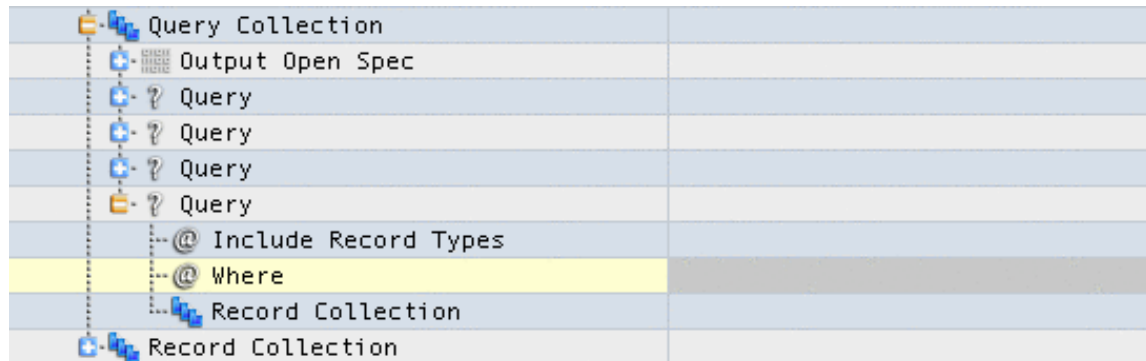 Query Collection
Output Open Spec
? Query
? Query
? Query
? Query
@ Include Record Types
@ Where
Record Collection
Record Collection